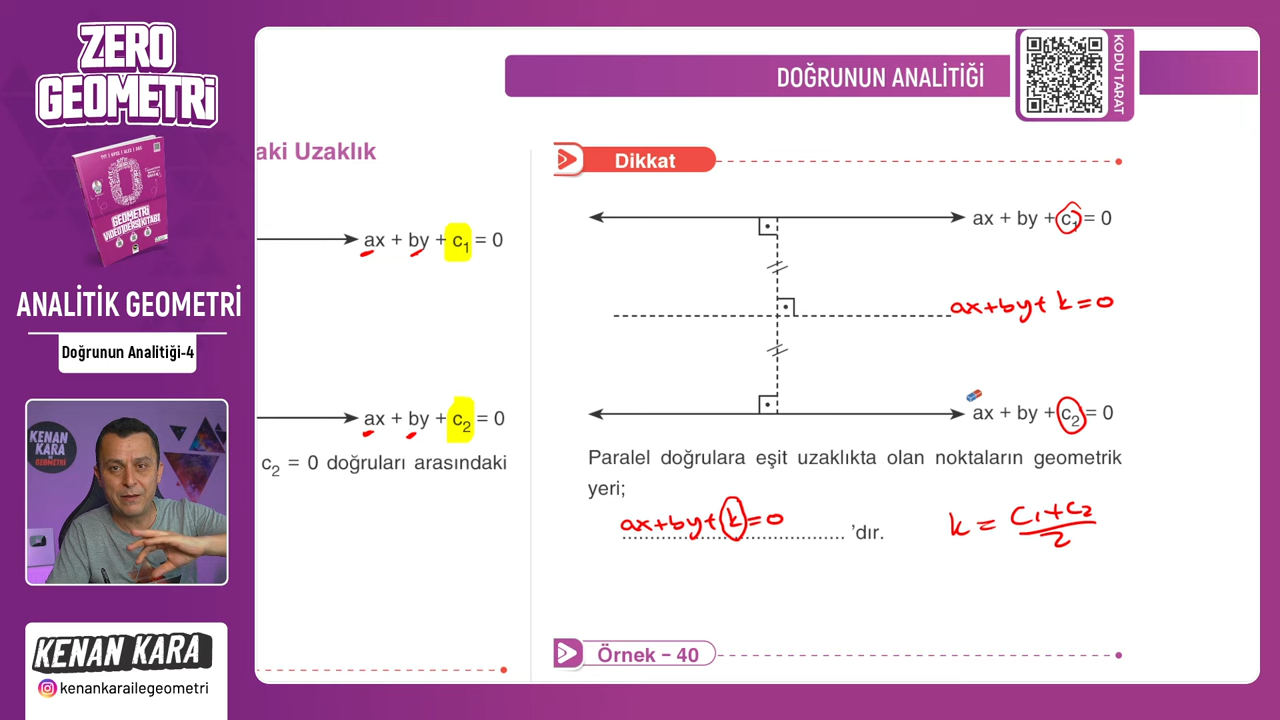 ZERO
GEOMETRİ
GEOMETRİ
VİDEO DERS KİTABI
ANALİTİK GEOMETRİ
Doğrunun Analitiği-4
KENAN
KARA
ile GEOMETRİ
KENAN KARA
kenankarailegeometri
DOĞRUNUN ANALİTİĞİ
KODU TARAT
aki Uzaklık
ax + by + c₁ = 0
ax + by + c₂ = 0
c₂ = 0 doğruları arasındaki
Dikkat
ax + by + c₁ = 0
ax+by+k=0
ax + by + c₂ = 0
Paralel doğrulara eşit uzaklıkta olan noktaların geometrik
yeri;
ax+by+k=0 ’dır.
k = C₁+C₂/2
Örnek – 40